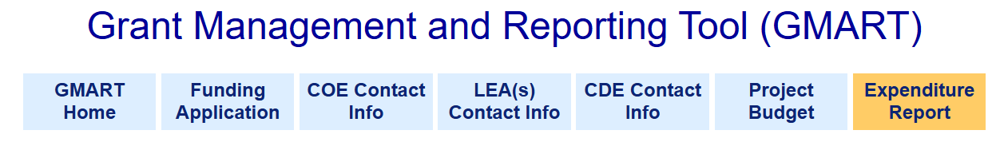 Grant Management and Reporting Tool (GMART)
GMART Home
Funding Application
COE Contact Info
LEA(s) Contact Info
CDE Contact Info
Project Budget
Expenditure Report